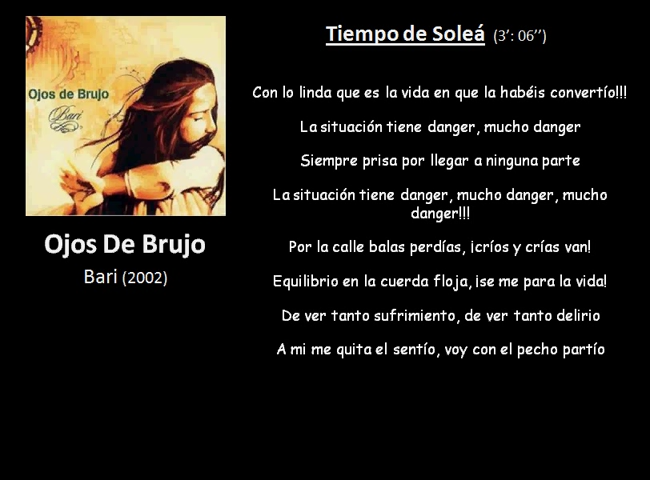 Tiempo de Soleá (3’: 06’’)
Ojos de Brujo
Bari
Con lo linda que es la vida en que la habéis convertío!!!
La situación tiene danger, mucho danger
Siempre prisa por llegar a ninguna parte
La situación tiene danger, mucho danger, mucho
danger!!!
Por la calle balas perdías, ¡críos y crías van!
Equilibrio en la cuerda floja, ¡se me para la vida!
De ver tanto sufrimiento, de ver tanto delirio
A mi me quita el sentío, voy con el pecho partío
Ojos De Brujo
Bari (2002)